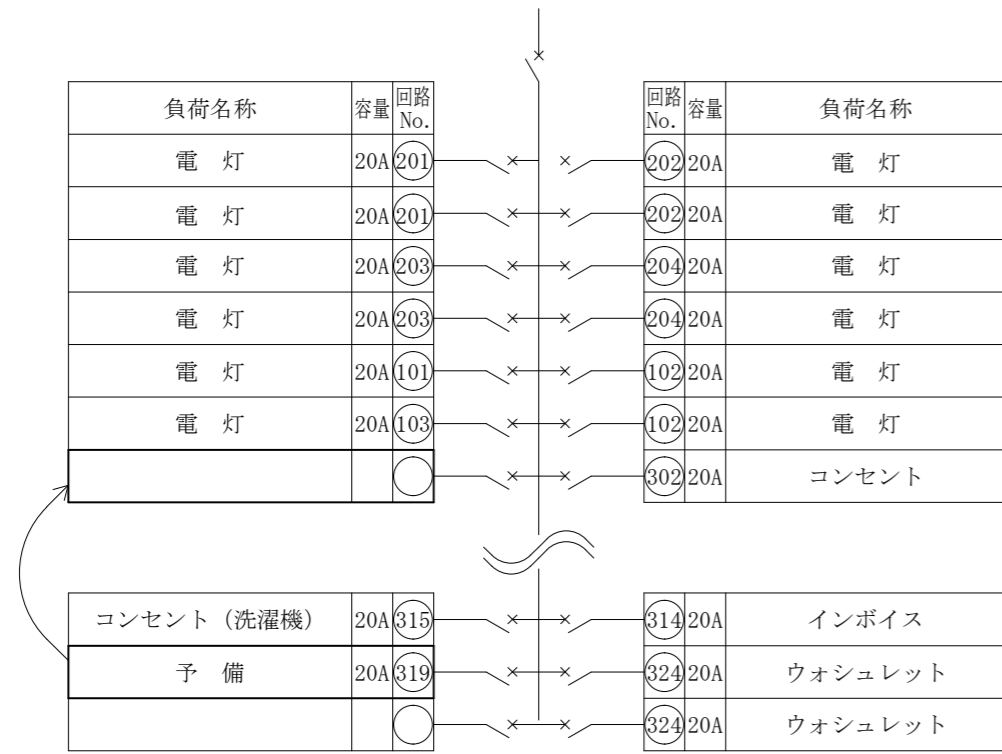 負荷名称 容量 回路No. 回路No. 容量 負荷名称
電 灯 20A 201 202 20A 電 灯
電 灯 20A 201 202 20A 電 灯
電 灯 20A 203 204 20A 電 灯
電 灯 20A 203 204 20A 電 灯
電 灯 20A 101 102 20A 電 灯
電 灯 20A 103 102 20A 電 灯
302 20A コンセント
コンセント（洗濯機） 20A 315 314 20A インボイス
予 備 20A 319 324 20A ウォシュレット
324 20A ウォシュレット